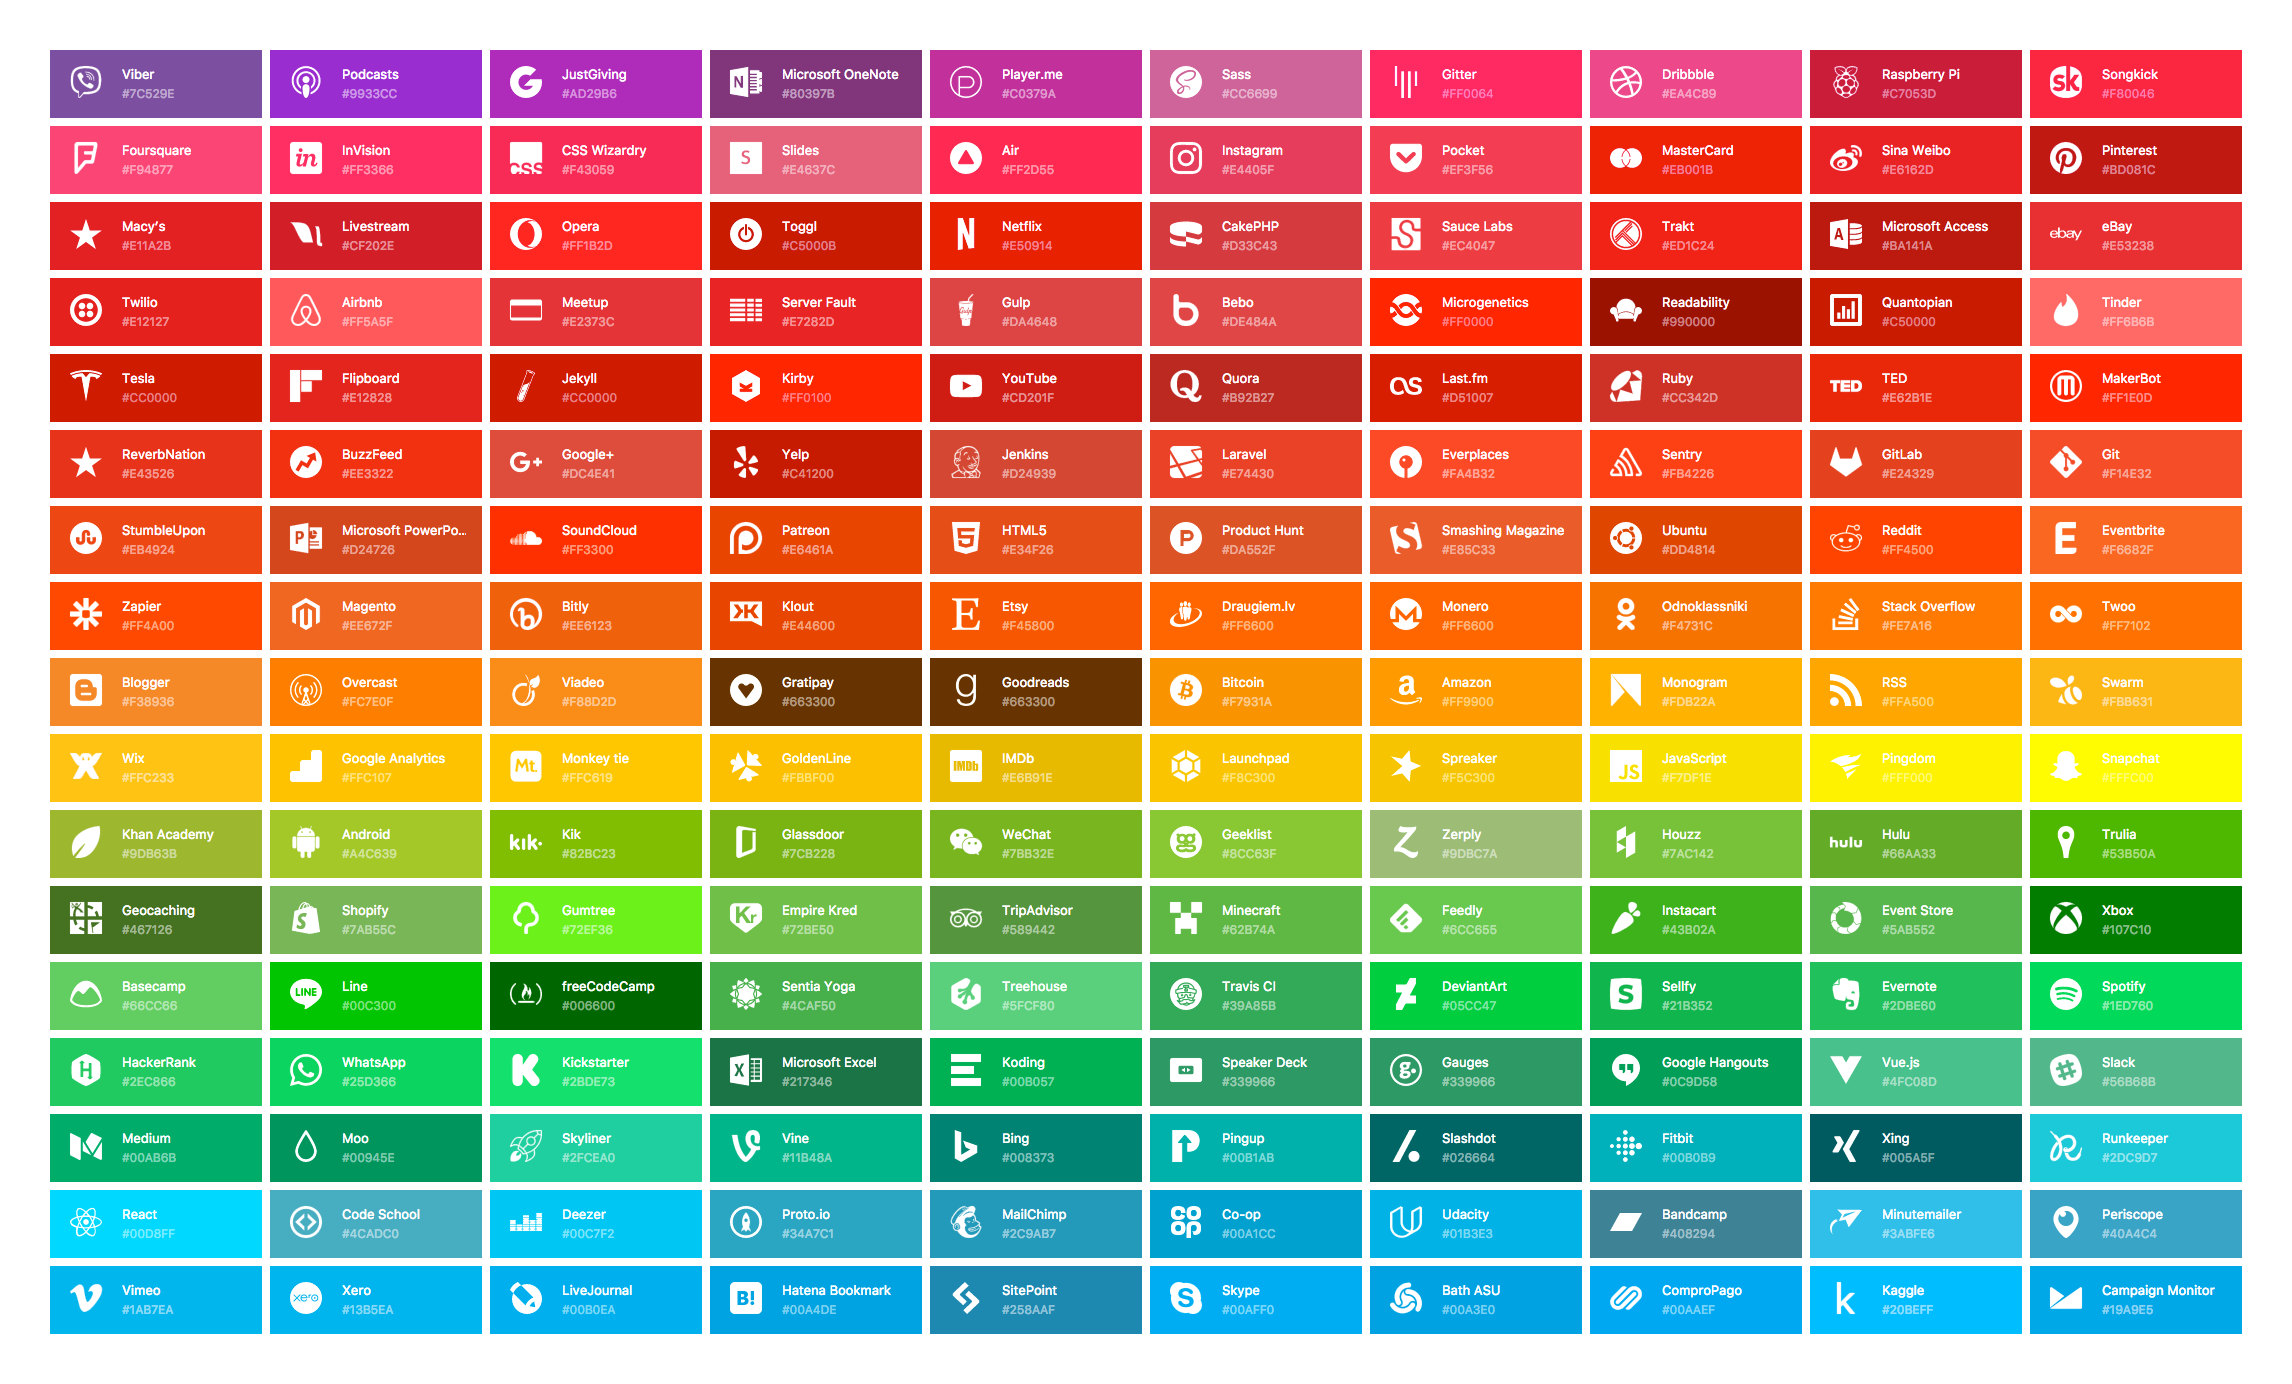 Viber
#7C529E
Podcasts
#9933CC
JustGiving
#AD29B6
Microsoft OneNote
#80397B
Player.me
#C0379A
Sass
#CC6699
Gitter
#FF0064
Dribbble
#EA4C89
Raspberry Pi
#C7053D
Songkick
#F80046
Foursquare
#F94877
InVision
#FF3366
CSS Wizardry
#F43059
Slides
#E4637C
Air
#FF2D55
Instagram
#E4405F
Pocket
#EF3F56
MasterCard
#EB001B
Sina Weibo
#E6162D
Pinterest
#BD081C
Macy's
#E11A2B
Livestream
#CF202E
Opera
#FF1B2D
Toggl
#C5000B
Netflix
#E50914
CakePHP
#D33C43
Sauce Labs
#EC4047
Trakt
#ED1C24
Microsoft Access
#BA141A
ebay
eBay
#E53238
Twilio
#E12127
Airbnb
#FF5A5F
Meetup
#E2373C
Server Fault
#E7282D
Gulp
#DA4648
Bebo
#DE484A
Microgenetics
#FF0000
Readability
#990000
Quantopian
#C50000
Tinder
#FF6B6B
Tesla
#CC0000
Flipboard
#E12828
Jekyll
#CC0000
Kirby
#FF0100
YouTube
#CD201F
Quora
#B92B27
Last.fm
#D51007
Ruby
#CC342D
TED
TED
#E62B1E
MakerBot
#FF1E0D
ReverbNation
#E43526
BuzzFeed
#EE3322
Google+
#DC4E41
Yelp
#C41200
Jenkins
#D24939
Laravel
#E74430
Everplaces
#FA4B32
Sentry
#FB4226
GitLab
#E24329
Git
#F14E32
StumbleUpon
#EB4924
Microsoft PowerPo...
#D24726
SoundCloud
#FF3300
Patreon
#E6461A
HTML5
#E34F26
Product Hunt
#DA552F
Smashing Magazine
#E85C33
Ubuntu
#DD4814
Reddit
#FF4500
Eventbrite
#F6682F
Zapier
#FF4A00
Magento
#EE672F
Bitly
#EE6123
Klout
#E44600
Etsy
#F45800
Draugiem.lv
#FF6600
Monero
#FF6600
Odnoklassniki
#F4731C
Stack Overflow
#FE7A16
Twoo
#FF7102
Blogger
#F38936
Overcast
#FC7E0F
Viadeo
#F88D2D
Gratipay
#663300
Goodreads
#663300
Bitcoin
#F7931A
Amazon
#FF9900
Monogram
#FDB22A
RSS
#FFA500
Swarm
#FBB631
Wix
#FFC233
Google Analytics
#FFC107
Mt.
Monkey tie
#FFC619
GoldenLine
#FBBF00
IMDb
IMDb
#E6B91E
Launchpad
#F8C300
Spreaker
#F5C300
JS
JavaScript
#F7DF1E
Pingdom
#FFF000
Snapchat
#FFFC00
Khan Academy
#9DB63B
Android
#A4C639
kik.
Kik
#82BC23
Glassdoor
#7CB228
WeChat
#7BB32E
Geeklist
#8CC63F
Zerply
#9DBC7A
Houzz
#7AC142
hulu
Hulu
#66AA33
Trulia
#53B50A
Geocaching
#467126
Shopify
#7AB55C
Gumtree
#72EF36
Kr
Empire Kred
#72BE50
TripAdvisor
#589442
Minecraft
#62B74A
Feedly
#6CC655
Instacart
#43B02A
Event Store
#5AB552
Xbox
#107C10
Basecamp
#66CC66
LINE
Line
#00C300
freeCodeCamp
#006600
Sentia Yoga
#4CAF50
Treehouse
#5FCF80
Travis CI
#39A85B
DeviantArt
#05CC47
Sellfy
#21B352
Evernote
#2DBE60
Spotify
#1ED760
HackerRank
#2EC866
WhatsApp
#25D366
Kickstarter
#2BDE73
Microsoft Excel
#217346
Koding
#00B057
Speaker Deck
#339966
Gauges
#339966
Google Hangouts
#0C9D58
Vue.js
#4FC08D
Slack
#56B68B
Medium
#00AB6B
Moo
#00945E
Skyliner
#2FCEA0
Vine
#11B48A
Bing
#008373
Pingup
#00B1AB
Slashdot
#026664
Fitbit
#00B0B9
Xing
#005A5F
Runkeeper
#2DC9D7
React
#00D8FF
Code School
#4CADC0
Deezer
#00C7F2
Proto.io
#34A7C1
MailChimp
#2C9AB7
CO
OP
Co-op
#00A1CC
Udacity
#01B3E3
Bandcamp
#408294
Minutemailer
#3ABFE6
Periscope
#40A4C4
Vimeo
#1AB7EA
xero
Xero
#13B5EA
LiveJournal
#00B0EA
B!
Hatena Bookmark
#00A4DE
SitePoint
#258AAF
Skype
#00AFF0
Bath ASU
#00A3E0
ComproPago
#00AAEF
Kaggle
#20BEFF
Campaign Monitor
#19A9E5